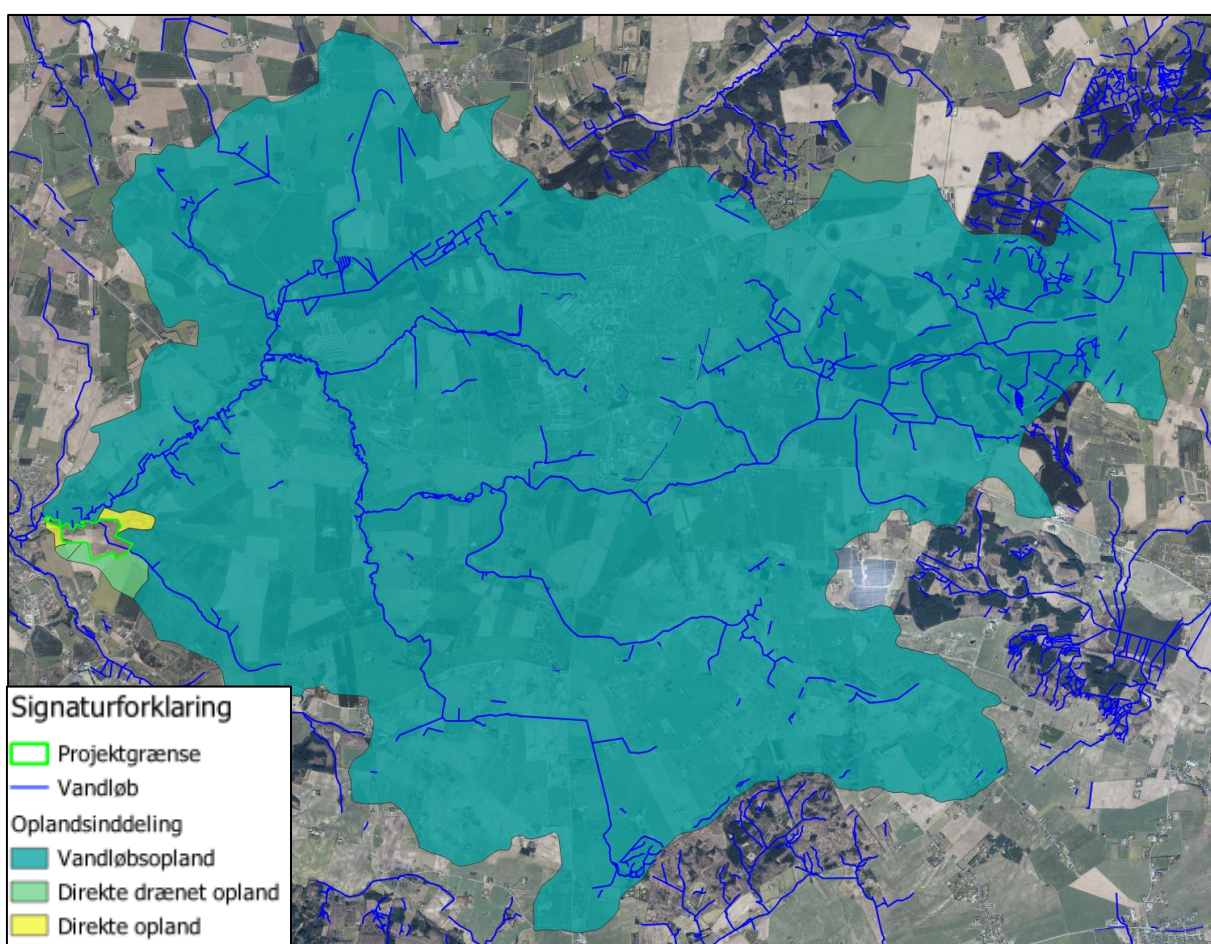 Signaturforklaring
Projektgrænse
Vandløb
Oplandsinddeling
Vandløbsopland
Direkte drænet opland
Direkte opland